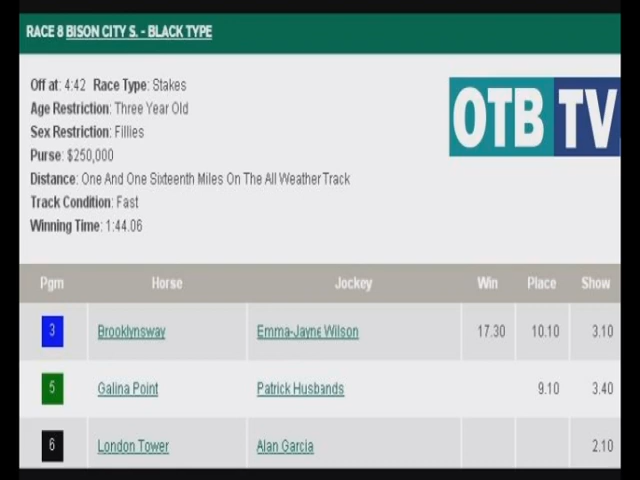 RACE 8 BISON CITY S. - BLACK TYPE
Off at: 4:42 Race Type: Stakes
Age Restriction: Three Year Old
Sex Restriction: Fillies
Purse: $250,000
Distance: One And One Sixteenth Miles On The All Weather Track
Track Condition: Fast
Winning Time: 1:44.06
OTB TV
Pgm Horse Jockey Win Place Show
3 Brooklynsway Emma-Jayne Wilson 17.30 10.10 3.10
5 Galina Point Patrick Husbands 9.10 3.40
6 London Tower Alan Garcia 2.10